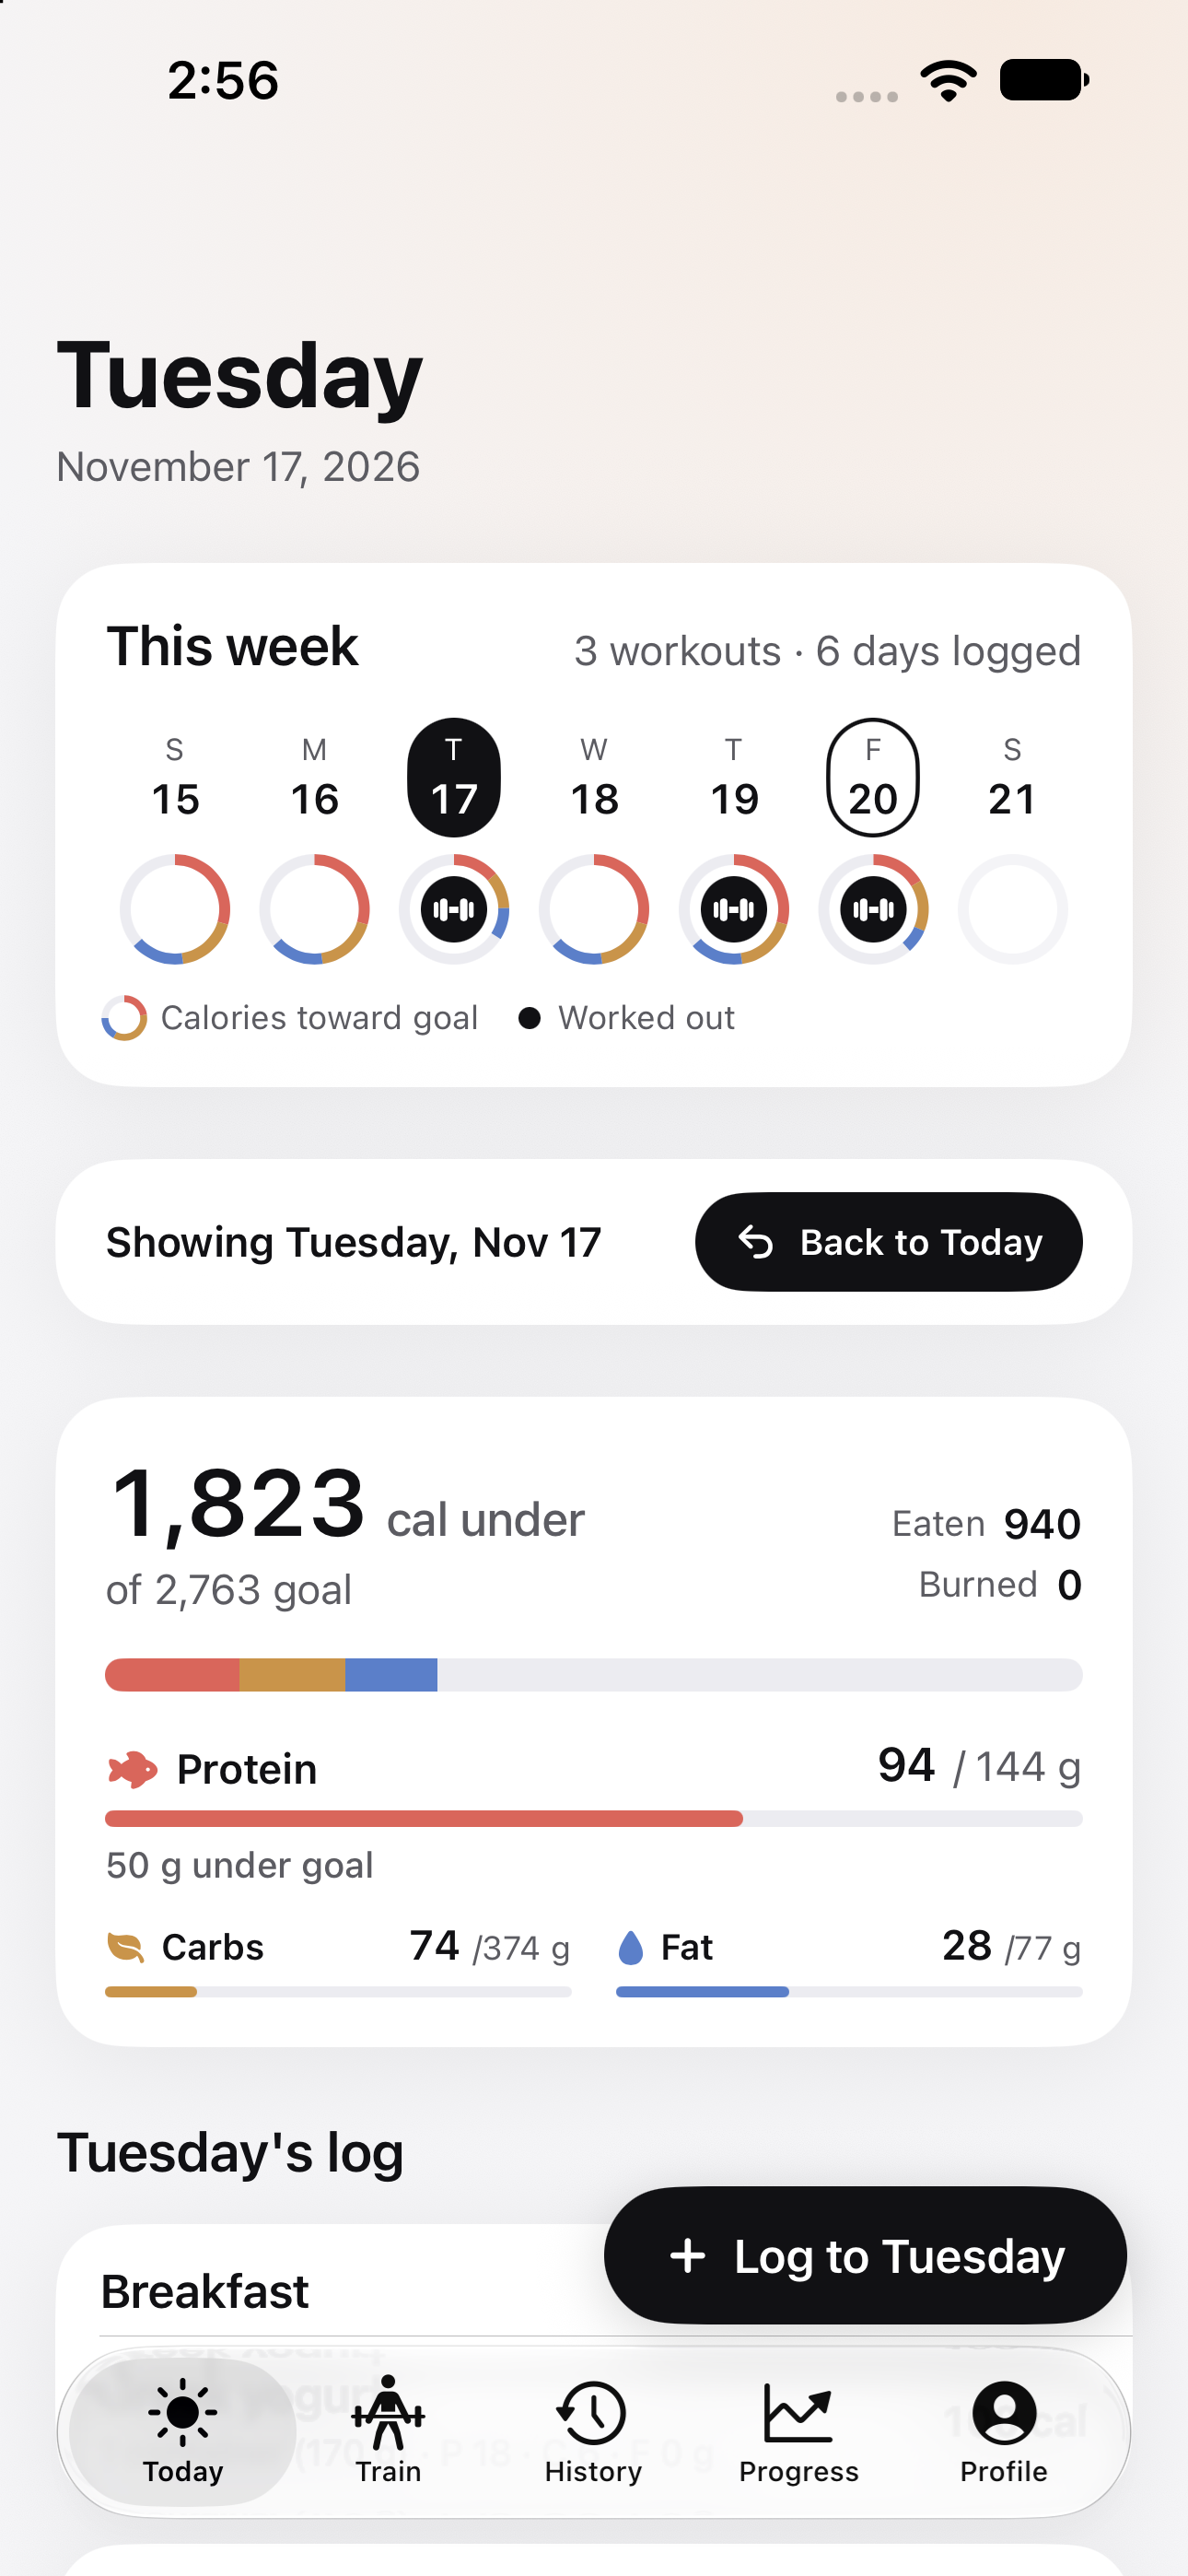 2:56
Tuesday
November 17, 2026
This week
3 workouts · 6 days logged
S M T W T F S
15 16 17 18 19 20 21
Calories toward goal
Worked out
Showing Tuesday, Nov 17
Back to Today
1,823 cal under
of 2,763 goal
Eaten 940
Burned 0
Protein
94 / 144 g
50 g under goal
Carbs
74 /374 g
Fat
28 /77 g
Tuesday's log
+ Log to Tuesday
Breakfast
Today
Train
History
Progress
Profile